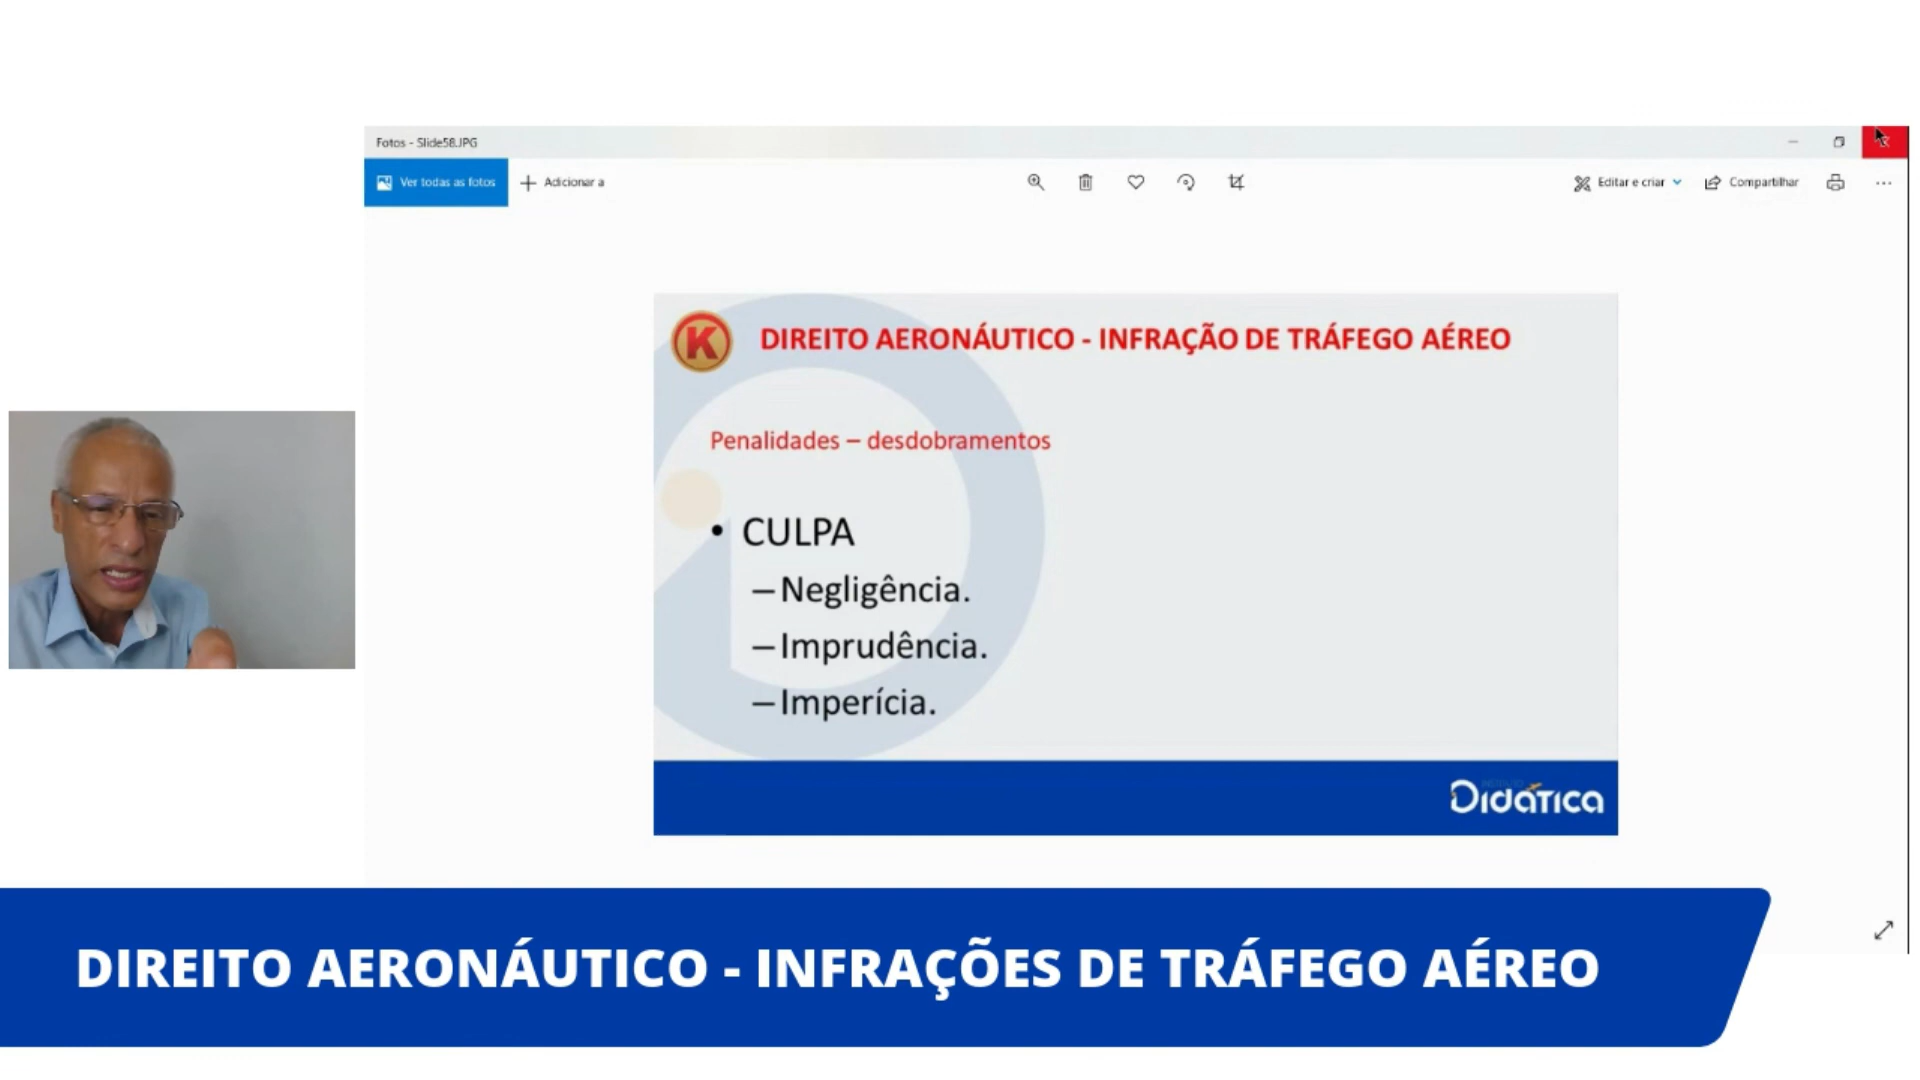 Fotos - Slide58.JPG
Ver todas as fotos
Adicionar a
Editar e criar
Compartilhar
K
DIREITO AERONÁUTICO - INFRAÇÃO DE TRÁFEGO AÉREO
Penalidades – desdobramentos
• CULPA
– Negligência.
– Imprudência.
– Imperícia.
Didática
DIREITO AERONÁUTICO - INFRAÇÕES DE TRÁFEGO AÉREO